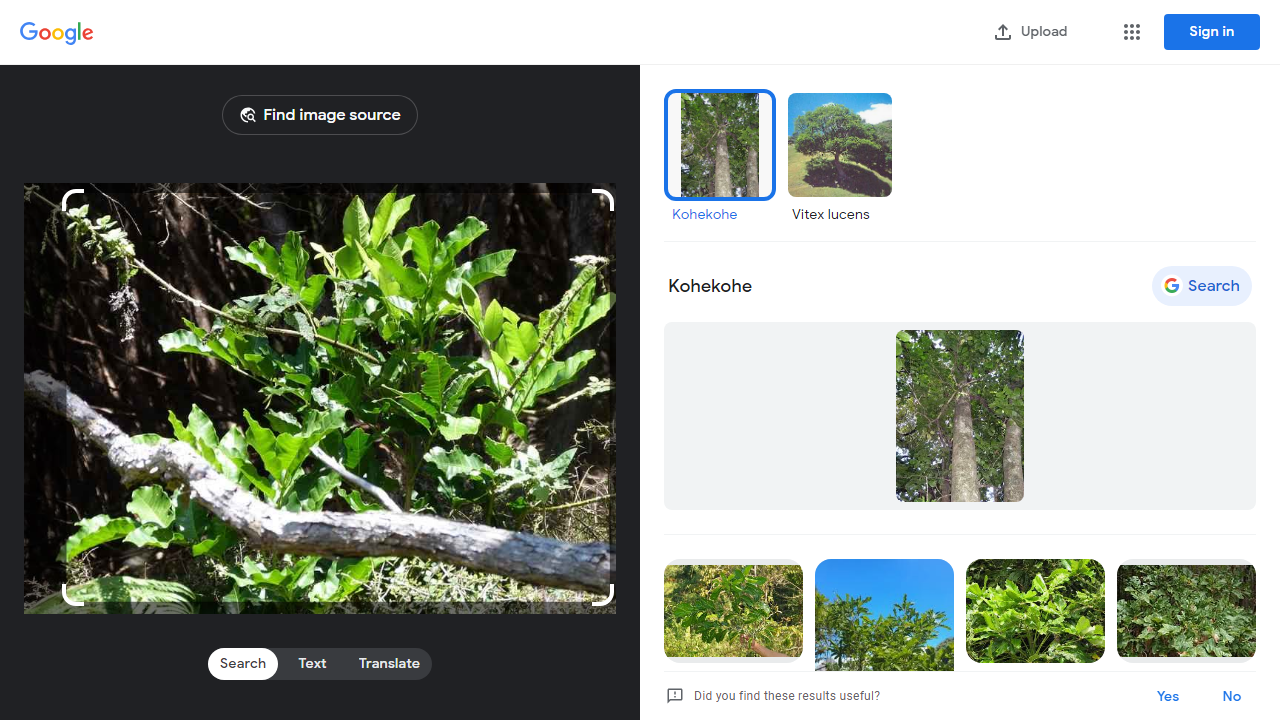 Google
Upload
Sign in
Find image source
Kohekohe
Vitex lucens
Kohekohe
Search
Search
Text
Translate
Did you find these results useful?
Yes
No